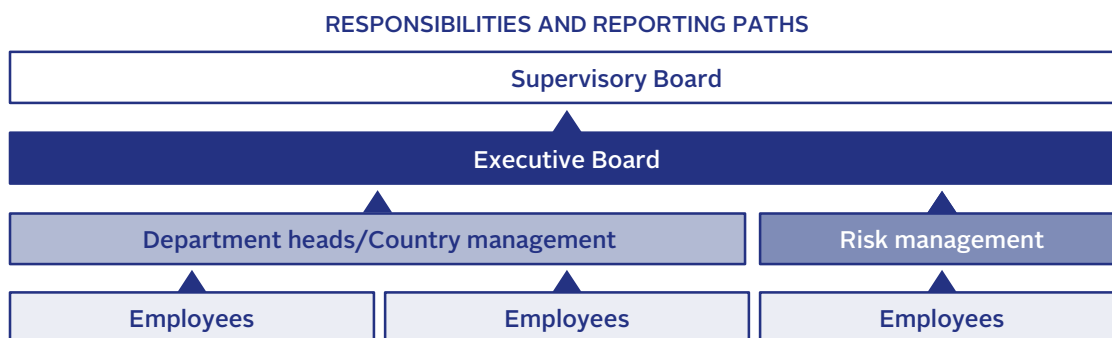 RESPONSIBILITIES AND REPORTING PATHS
Supervisory Board
Executive Board
Department heads/Country management
Risk management
Employees
Employees
Employees